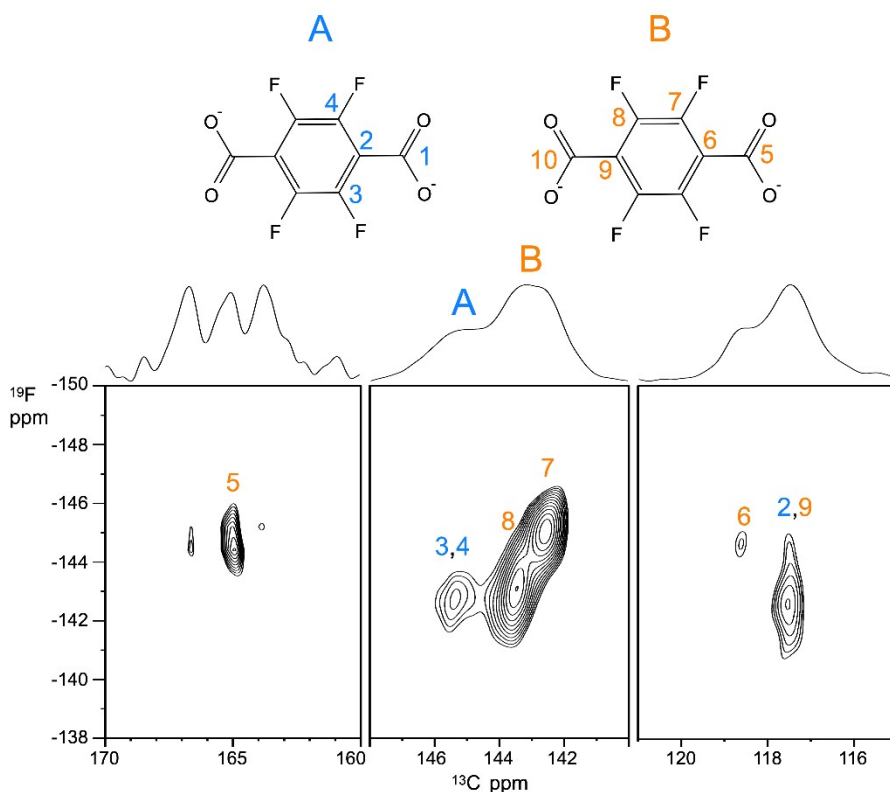 A B
F F F F
4 7
8
O⁻ O O O
2 6
1 10 5
9
O O⁻ O⁻ O⁻
3
F F F F
B
A
-150
¹⁹F
ppm
-148
-146
-144
-142
-140
-138
5
7
8
3,4
6
2,9
170 165 160
146 144 142
120 118 116
¹³C ppm